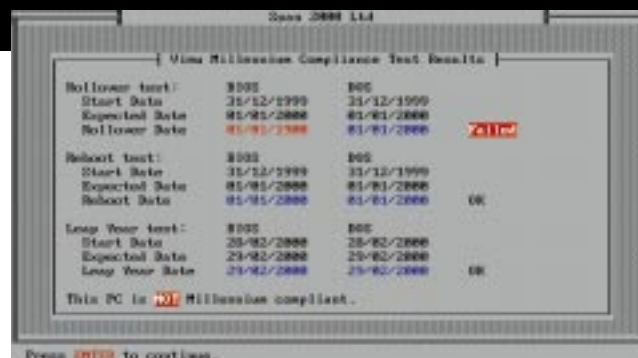 2000 Ltd
View Millennium Compliance Test Results
Rollover test: BIOS DOS
Start Date 31/12/1999 31/12/1999
Expected Date 01/01/2000 01/01/2000
Rollover Date 01/01/1900 01/01/2000 Failed
Reboot test: BIOS DOS
Start Date 31/12/1999 31/12/1999
Expected Date 01/01/2000 01/01/2000
Reboot Date 01/01/2000 01/01/2000 OK
Leap Year test: BIOS DOS
Start Date 28/02/2000 28/02/2000
Expected Date 29/02/2000 29/02/2000
Leap Year Date 29/02/2000 29/02/2000 OK
This PC is NOT Millennium compliant.
Press ENTER to continue.